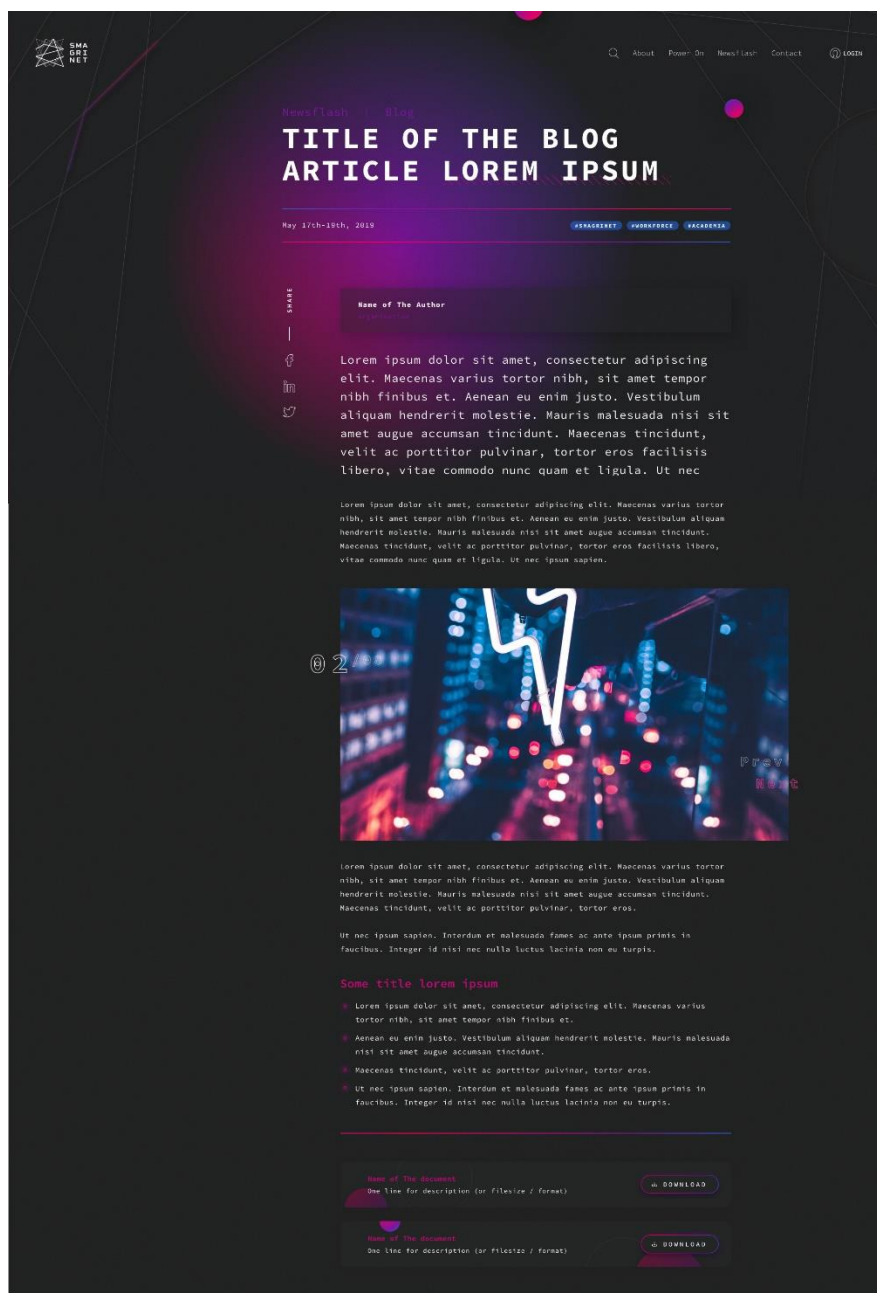 SMA
GRI
NET
About Power On Newsflash Contact LOGIN
Newsflash | Blog
TITLE OF THE BLOG
ARTICLE LOREM IPSUM
May 17th-19th, 2019 #SMAGRINET #WORKFORCE #ACADEMIA
SHARE
Name of The Author
Lorem ipsum dolor sit amet, consectetur adipiscing
elit. Maecenas varius tortor nibh, sit amet tempor
nibh finibus et. Aenean eu enim justo. Vestibulum
aliquam hendrerit molestie. Mauris malesuada nisi sit
amet augue accumsan tincidunt. Maecenas tincidunt,
velit ac porttitor pulvinar, tortor eros facilisis
libero, vitae commodo nunc quam et ligula. Ut nec
Lorem ipsum dolor sit amet, consectetur adipiscing elit. Maecenas varius tortor
nibh, sit amet tempor nibh finibus et. Aenean eu enim justo. Vestibulum aliquam
hendrerit molestie. Mauris malesuada nisi sit amet augue accumsan tincidunt.
Maecenas tincidunt, velit ac porttitor pulvinar, tortor eros facilisis libero,
vitae commodo nunc quam et ligula. Ut nec ipsum sapien.
02
Prev
Next
Lorem ipsum dolor sit amet, consectetur adipiscing elit. Maecenas varius tortor
nibh, sit amet tempor nibh finibus et. Aenean eu enim justo. Vestibulum aliquam
hendrerit molestie. Mauris malesuada nisi sit amet augue accumsan tincidunt.
Maecenas tincidunt, velit ac porttitor pulvinar, tortor eros.
Ut nec ipsum sapien. Interdum et malesuada fames ac ante ipsum primis in
faucibus. Integer id nisi nec nulla luctus lacinia non eu turpis.
Some title lorem ipsum
Lorem ipsum dolor sit amet, consectetur adipiscing elit. Maecenas varius
tortor nibh, sit amet tempor nibh finibus et.
Aenean eu enim justo. Vestibulum aliquam hendrerit molestie. Mauris malesuada
nisi sit amet augue accumsan tincidunt.
Maecenas tincidunt, velit ac porttitor pulvinar, tortor eros.
Ut nec ipsum sapien. Interdum et malesuada fames ac ante ipsum primis in
faucibus. Integer id nisi nec nulla luctus lacinia non eu turpis.
Name of The document
One line for description (or filesize / format) DOWNLOAD
Name of The document
One line for description (or filesize / format) DOWNLOAD